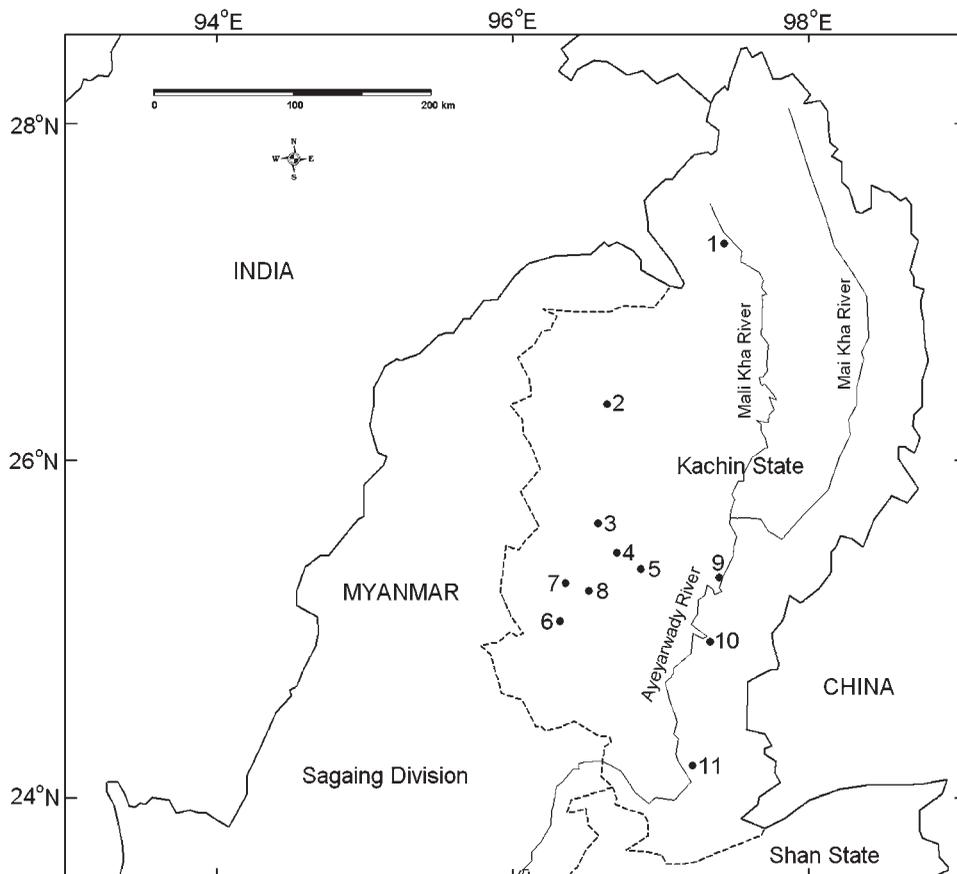 94°E
96°E
98°E
28°N
0
100
200 km
N
W
E
S
INDIA
1
Mali Kha River
Mai Kha River
2
26°N
Kachin State
3
4
5
9
7
8
MYANMAR
6
Ayeyarwady River
10
CHINA
11
Sagaing Division
24°N
Shan State